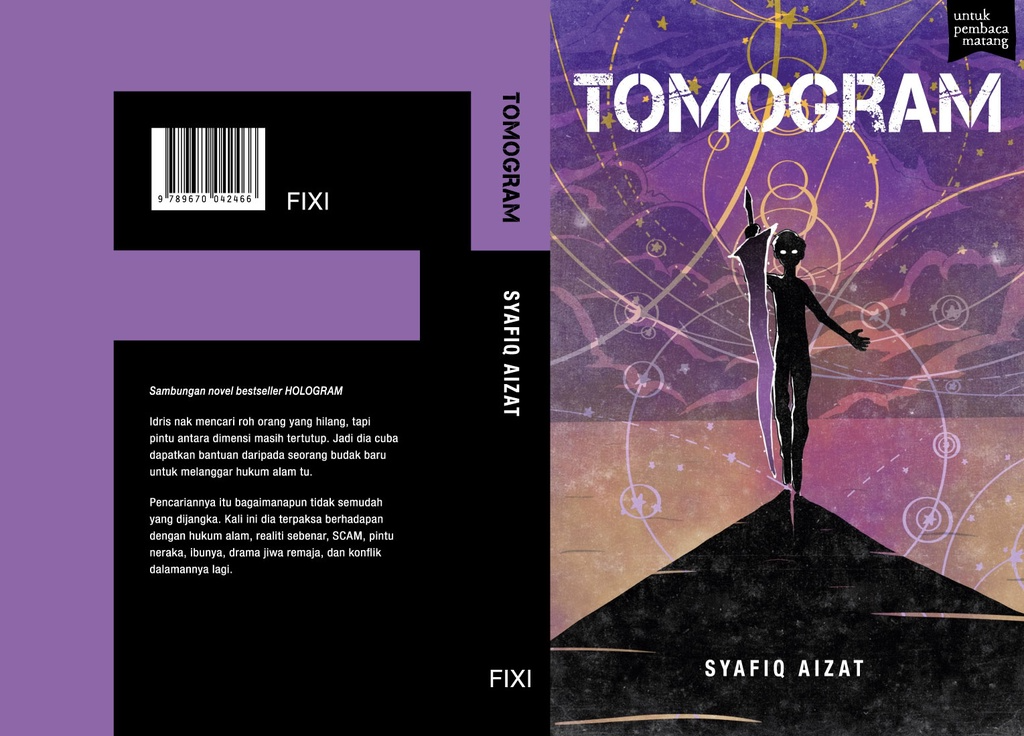 9 789670 042466
FIXI
Sambungan novel bestseller HOLOGRAM
Idris nak mencari roh orang yang hilang, tapi
pintu antara dimensi masih tertutup. Jadi dia cuba
dapatkan bantuan daripada seorang budak baru
untuk melanggar hukum alam tu.
Pencariannya itu bagaimanapun tidak semudah
yang dijangka. Kali ini dia terpaksa berhadapan
dengan hukum alam, realiti sebenar, SCAM, pintu
neraka, ibunya, drama jiwa remaja, dan konflik
dalamannya lagi.
TOMOGRAM
SYAFIQ AIZAT
FIXI
untuk
pembaca
matang
TOMOGRAM
SYAFIQ AIZAT